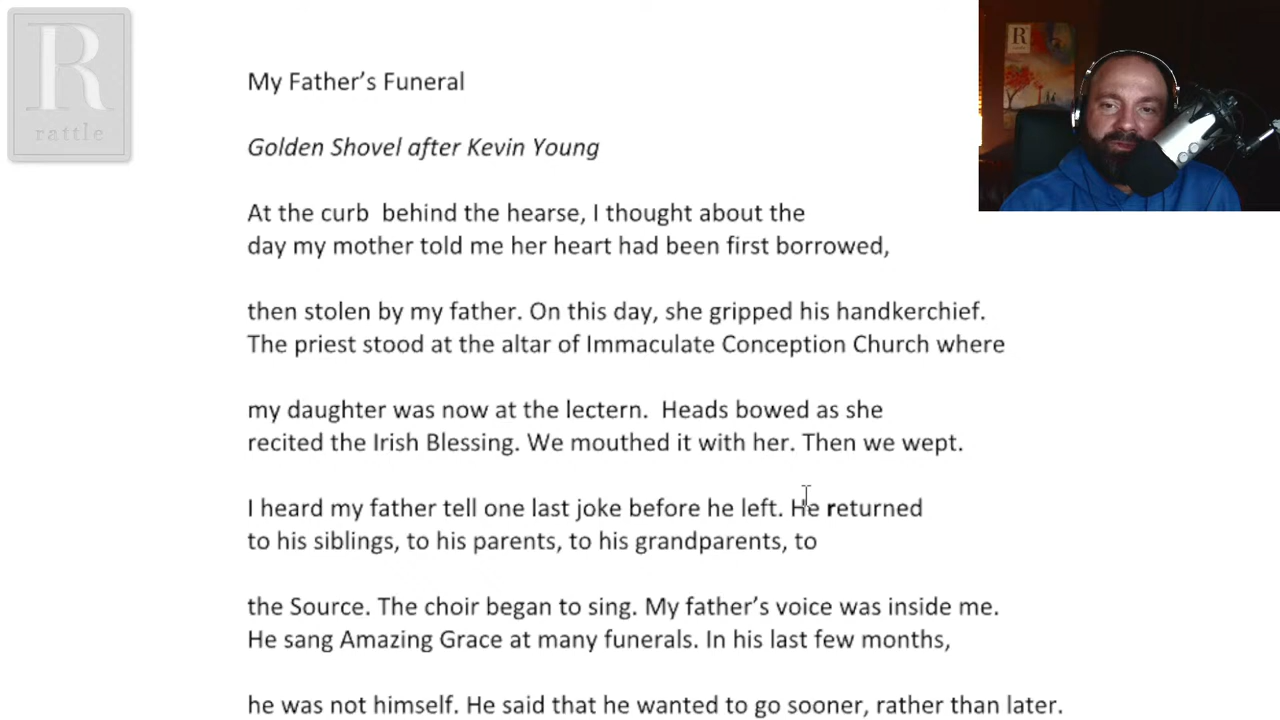 R
rattle
R
My Father's Funeral
Golden Shovel after Kevin Young
At the curb  behind the hearse, I thought about the
day my mother told me her heart had been first borrowed,
then stolen by my father. On this day, she gripped his handkerchief.
The priest stood at the altar of Immaculate Conception Church where
my daughter was now at the lectern.  Heads bowed as she
recited the Irish Blessing. We mouthed it with her. Then we wept.
I heard my father tell one last joke before he left. He returned
to his siblings, to his parents, to his grandparents, to
the Source. The choir began to sing. My father's voice was inside me.
He sang Amazing Grace at many funerals. In his last few months,
he was not himself. He said that he wanted to go sooner, rather than later.